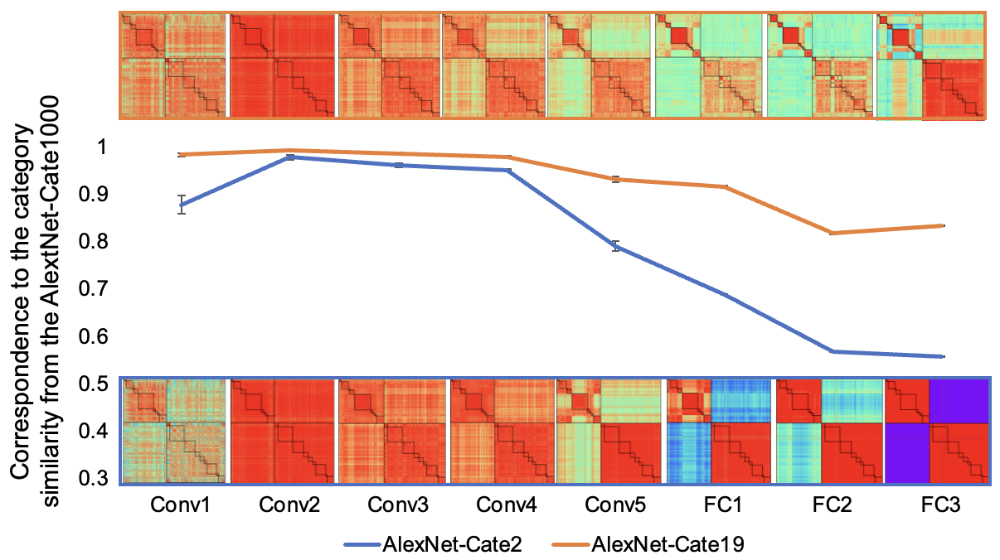 Correspondence to the category
similarity from the AlextNet-Cate1000
1
0.9
0.8
0.7
0.6
0.5
0.4
0.3
Conv1 Conv2 Conv3 Conv4 Conv5 FC1 FC2 FC3
AlexNet-Cate2 AlexNet-Cate19